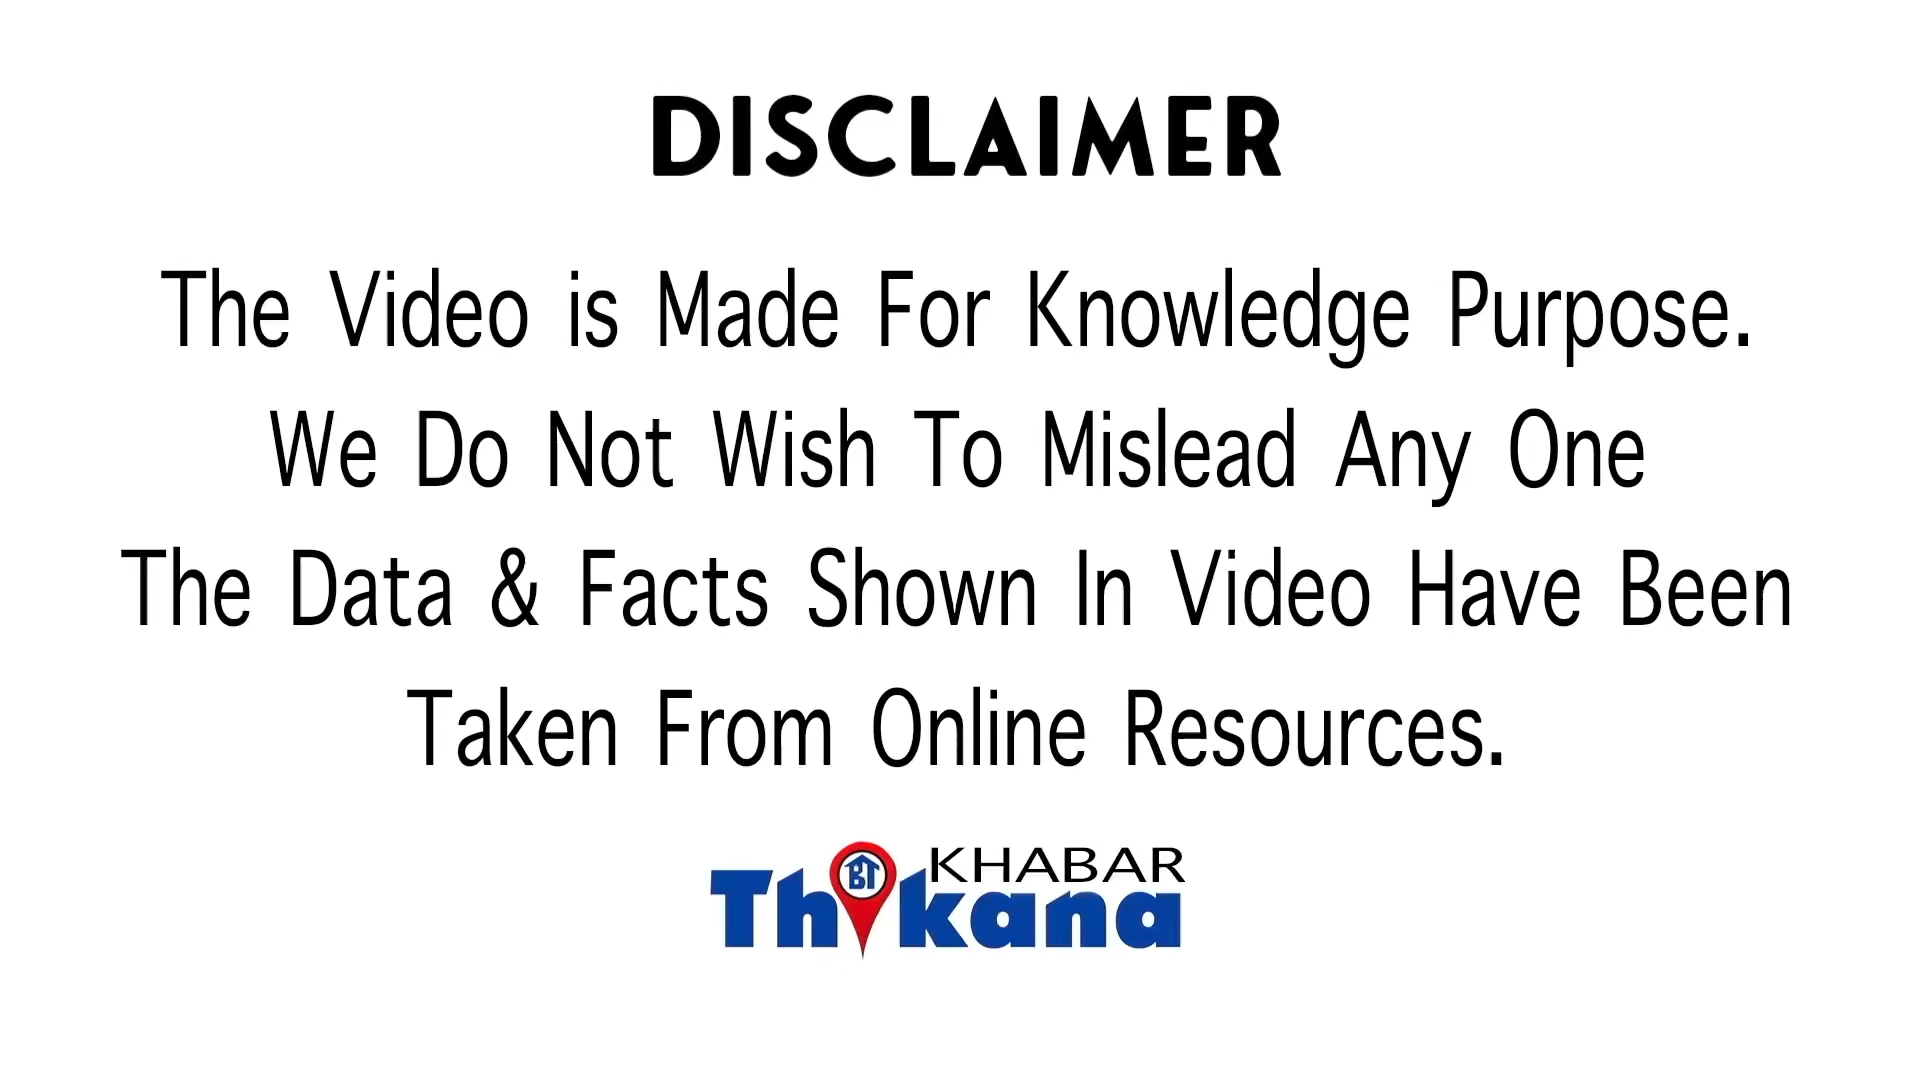 DISCLAIMER
The Video is Made For Knowledge Purpose.
We Do Not Wish To Mislead Any One
The Data & Facts Shown In Video Have Been
Taken From Online Resources.
KHABAR
BT
Thikana